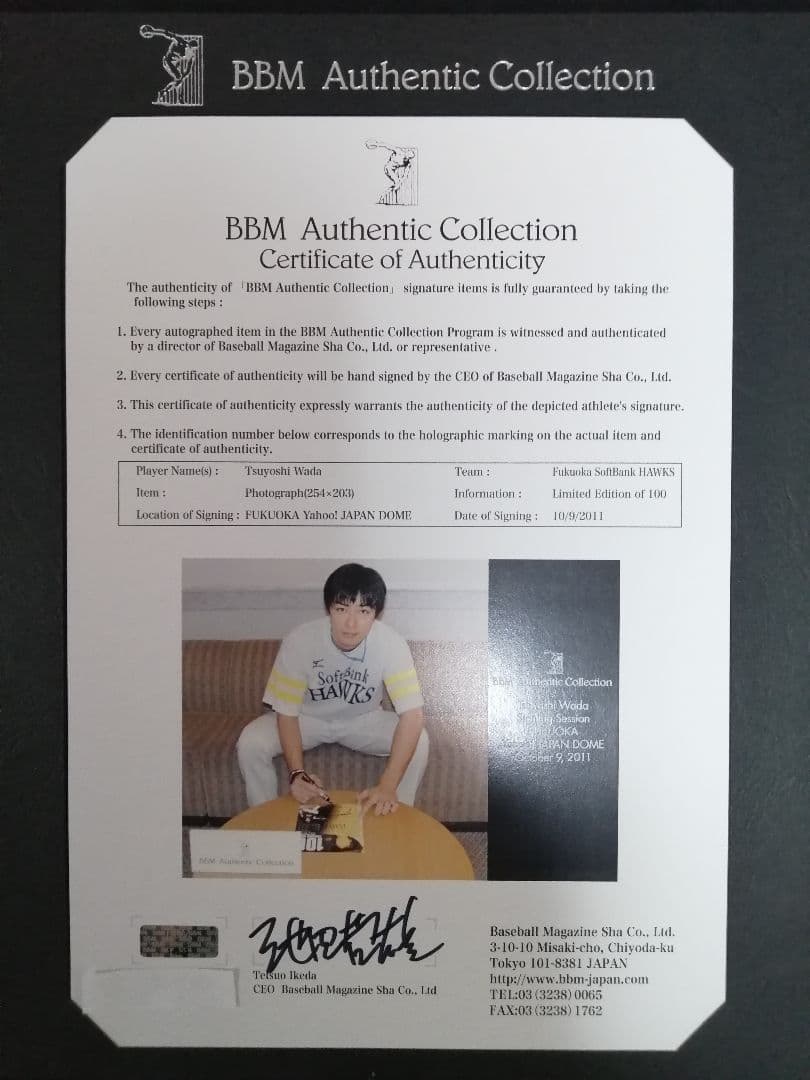 BBM Authentic Collection
BBM Authentic Collection
Certificate of Authenticity
The authenticity of 「BBM Authentic Collection」 signature items is fully guaranteed by taking the
following steps :
1. Every autographed item in the BBM Authentic Collection Program is witnessed and authenticated
by a director of Baseball Magazine Sha Co., Ltd. or representative .
2. Every certificate of authenticity will be hand signed by the CEO of Baseball Magazine Sha Co., Ltd.
3. This certificate of authenticity expressly warrants the authenticity of the depicted athlete's signature.
4. The identification number below corresponds to the holographic marking on the actual item and
certificate of authenticity.
Player Name(s) : Tsuyoshi Wada Team : Fukuoka SoftBank HAWKS
Item : Photograph(254×203) Information : Limited Edition of 100
Location of Signing : FUKUOKA Yahoo! JAPAN DOME Date of Signing : 10/9/2011
SoftBank
HAWKS
BBM Authentic Collection
Wada
Session
JAPAN DOME
October 9, 2011
101
BBM Authentic Collection
Tetsuo Ikeda
CEO Baseball Magazine Sha Co., Ltd
Baseball Magazine Sha Co., Ltd.
3-10-10 Misaki-cho, Chiyoda-ku
Tokyo 101-8381 JAPAN
http://www.bbm-japan.com
TEL:03(3238)0065
FAX:03(3238)1762